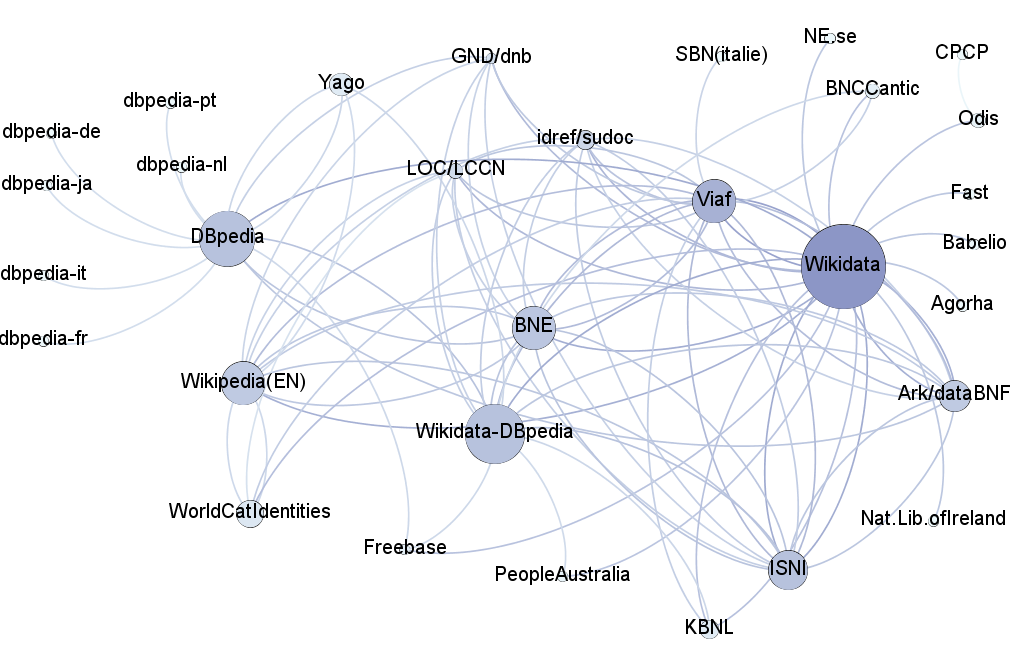 NE.se
CPCP
SBN(italie)
GND/dnb
Yago
BNCCantic
dbpedia-pt
Odis
dbpedia-de
idref/sudoc
dbpedia-nl
LOC/LCCN
dbpedia-ja
Fast
Viaf
DBpedia
Babelio
Wikidata
dbpedia-it
Agorha
BNE
dbpedia-fr
Wikipedia(EN)
Ark/dataBNF
Wikidata-DBpedia
WorldCatIdentities
Nat.Lib.ofIreland
Freebase
ISNI
PeopleAustralia
KBNL